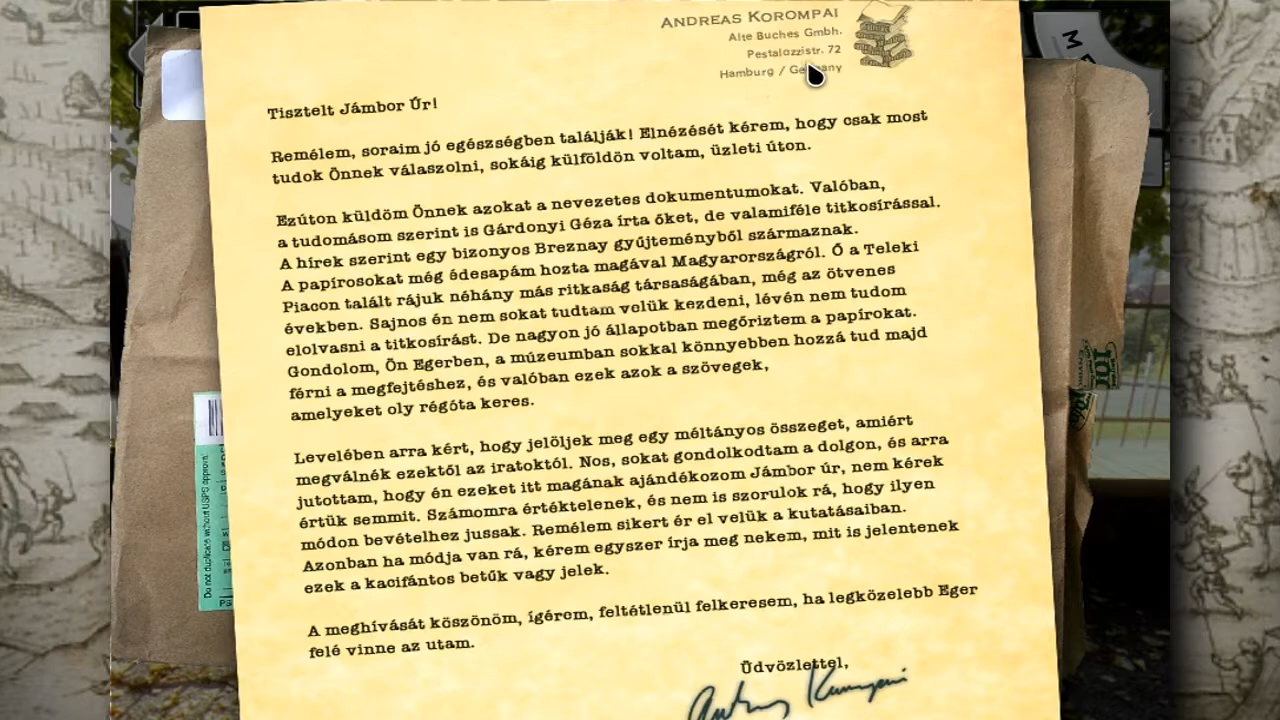 ANDREAS KOROMPAI
Alte Buches Gmbh.
Pestalozzistr. 72
Hamburg / Germany
Tisztelt Jámbor Úr!
Remélem, soraim jó egészségben találják! Elnézését kérem, hogy csak most
tudok Önnek válaszolni, sokáig külföldön voltam, üzleti úton.
Ezúton küldöm Önnek azokat a nevezetes dokumentumokat. Valóban,
a tudomásom szerint is Gárdonyi Géza írta őket, de valamiféle titkosírással.
A hírek szerint egy bizonyos Breznay gyűjteményből származnak.
A papírosokat még édesapám hozta magával Magyarországról. Ő a Teleki
Piacon talált rájuk néhány más ritkaság társaságában, még az ötvenes
években. Sajnos én nem sokat tudtam velük kezdeni, lévén nem tudom
elolvasni a titkosírást. De nagyon jó állapotban megőriztem a papírokat.
Gondolom, Ön Egerben, a múzeumban sokkal könnyebben hozzá tud majd
férni a megfejtéshez, és valóban ezek azok a szövegek,
amelyeket oly régóta keres.
Levelében arra kért, hogy jelöljek meg egy méltányos összeget, amiért
megválnék ezektől az iratoktól. Nos, sokat gondolkodtam a dolgon, és arra
jutottam, hogy én ezeket itt magának ajándékozom Jámbor úr, nem kérek
értük semmit. Számomra értéktelenek, és nem is szorulok rá, hogy ilyen
módon bevételhez jussak. Remélem sikert ér el velük a kutatásaiban.
Azonban ha módja van rá, kérem egyszer írja meg nekem, mit is jelentenek
ezek a kacifántos betűk vagy jelek.
A meghívását köszönöm, ígérem, feltétlenül felkeresem, ha legközelebb Eger
felé vinne az utam.
Üdvözlettel,
Do not duplicate without USPS approval.
PS